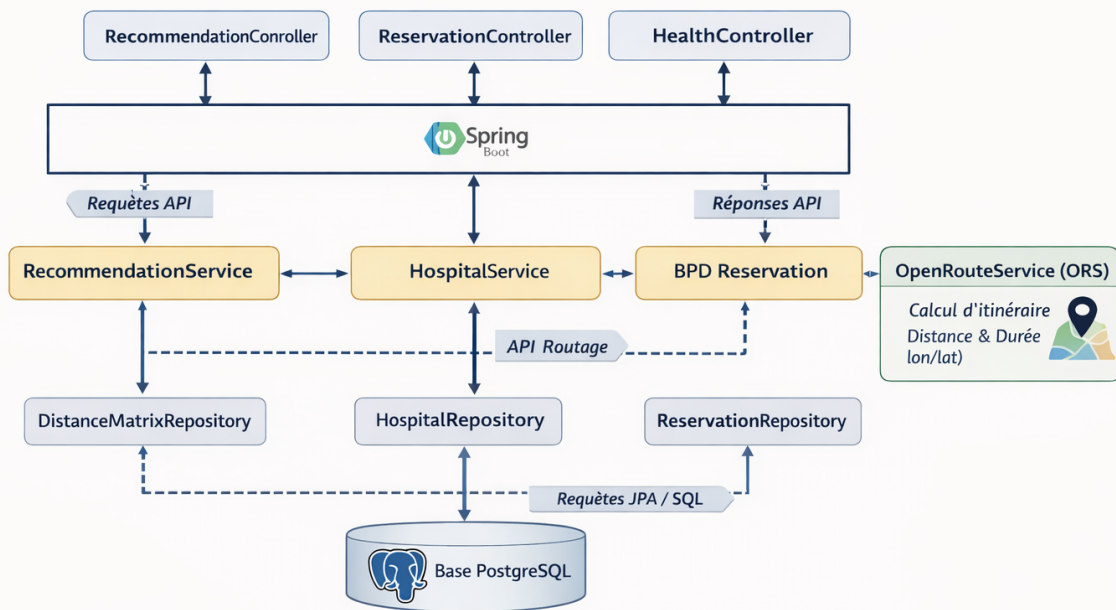 RecommendationConroller
ReservationController
HealthController
Spring
Boot
Requètes API
Réponses API
RecommendationService
HospitalService
BPD Reservation
OpenRouteService (ORS)
Calcul d'itinéraire
Distance & Durée
lon/lat)
API Routage
DistanceMatrixRepository
HospitalRepository
ReservationRepository
Requètes JPA / SQL
Base PostgreSQL